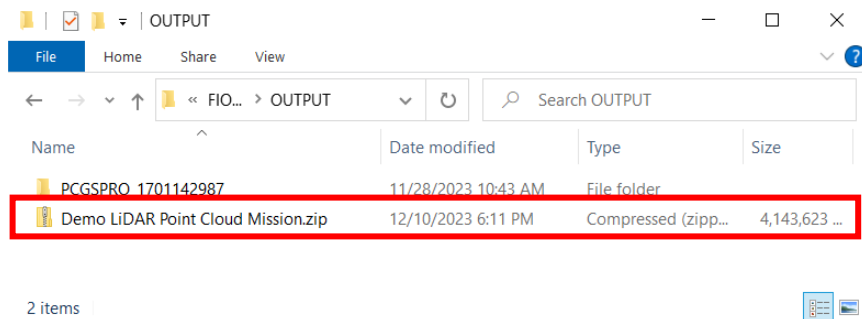 OUTPUT
File Home Share View
« FIO... > OUTPUT Search OUTPUT
Name Date modified Type Size
PCGSPRO_1701142987 11/28/2023 10:43 AM File folder
Demo LiDAR Point Cloud Mission.zip 12/10/2023 6:11 PM Compressed (zipp... 4,143,623 ...
2 items